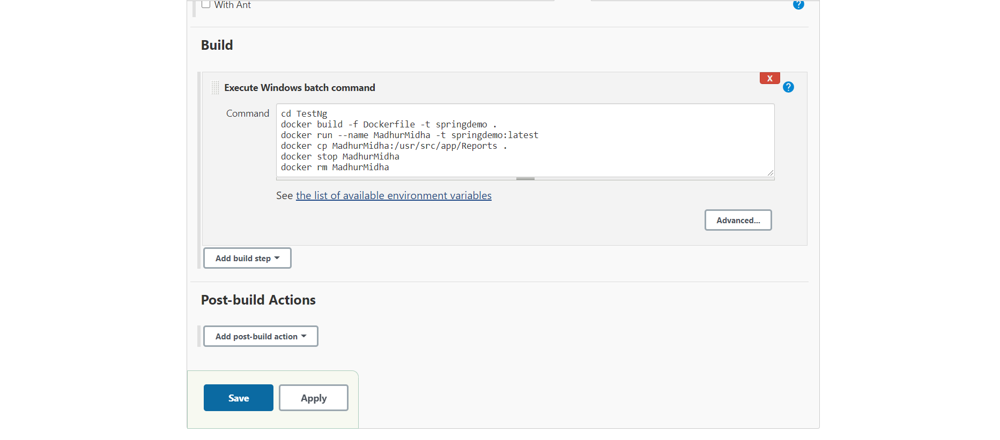 With Ant
?
Build
X
Execute Windows batch command
?
Command
cd TestNg
docker build -f Dockerfile -t springdemo .
docker run --name MadhurMidha -t springdemo:latest
docker cp MadhurMidha:/usr/src/app/Reports .
docker stop MadhurMidha
docker rm MadhurMidha
See the list of available environment variables
Advanced...
Add build step
Post-build Actions
Add post-build action
Save Apply